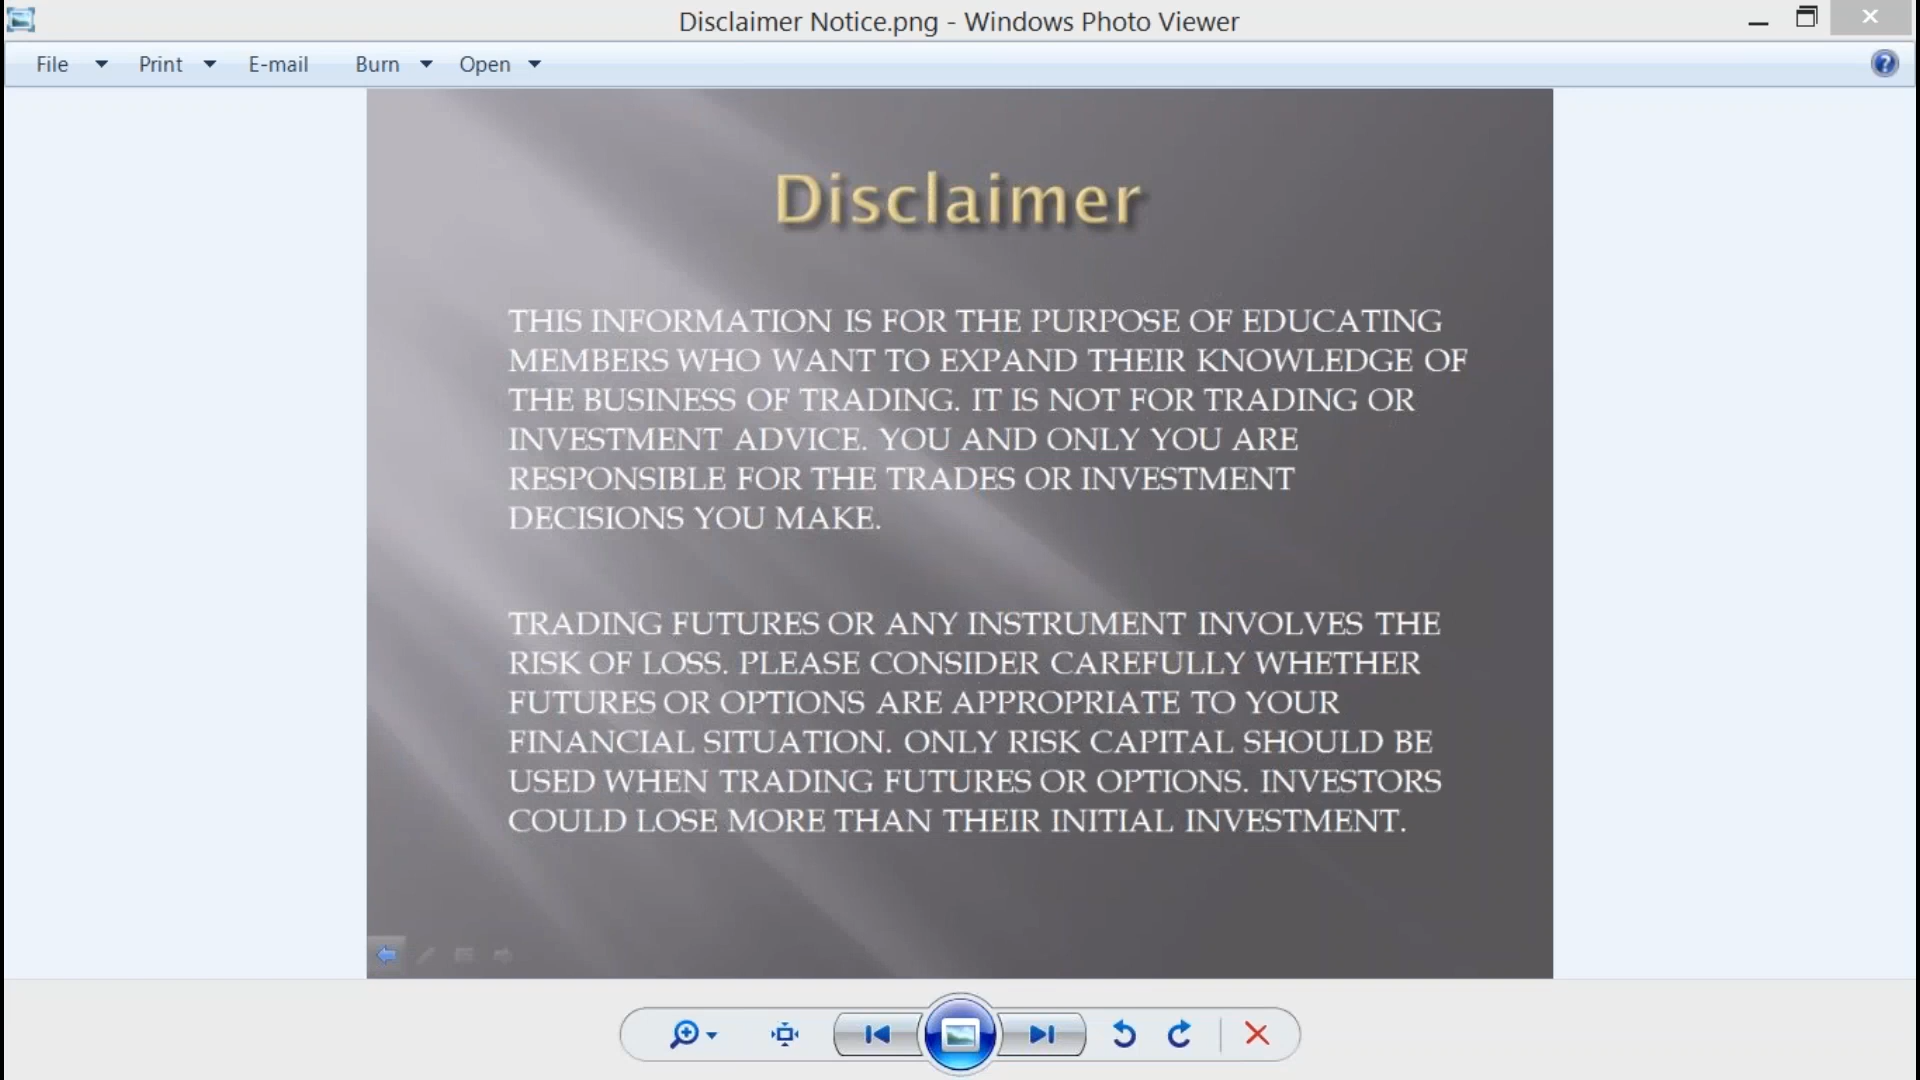 Disclaimer Notice.png - Windows Photo Viewer
File Print E-mail Burn Open
Disclaimer
THIS INFORMATION IS FOR THE PURPOSE OF EDUCATING
MEMBERS WHO WANT TO EXPAND THEIR KNOWLEDGE OF
THE BUSINESS OF TRADING. IT IS NOT FOR TRADING OR
INVESTMENT ADVICE. YOU AND ONLY YOU ARE
RESPONSIBLE FOR THE TRADES OR INVESTMENT
DECISIONS YOU MAKE.
TRADING FUTURES OR ANY INSTRUMENT INVOLVES THE
RISK OF LOSS. PLEASE CONSIDER CAREFULLY WHETHER
FUTURES OR OPTIONS ARE APPROPRIATE TO YOUR
FINANCIAL SITUATION. ONLY RISK CAPITAL SHOULD BE
USED WHEN TRADING FUTURES OR OPTIONS. INVESTORS
COULD LOSE MORE THAN THEIR INITIAL INVESTMENT.